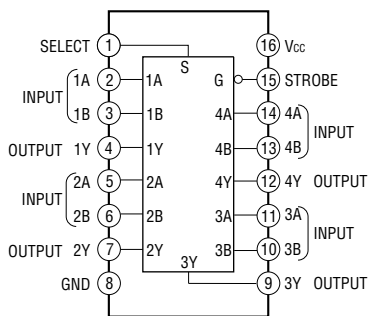 SELECT 1 S 16 Vcc
INPUT 1A 2 1A G 15 STROBE
1B 3 1B 4A 14 4A INPUT
OUTPUT 1Y 4 1Y 4B 13 4B
INPUT 2A 5 2A 4Y 12 4Y OUTPUT
2B 6 2B 3A 11 3A INPUT
OUTPUT 2Y 7 2Y 3B 10 3B
GND 8 3Y 9 3Y OUTPUT